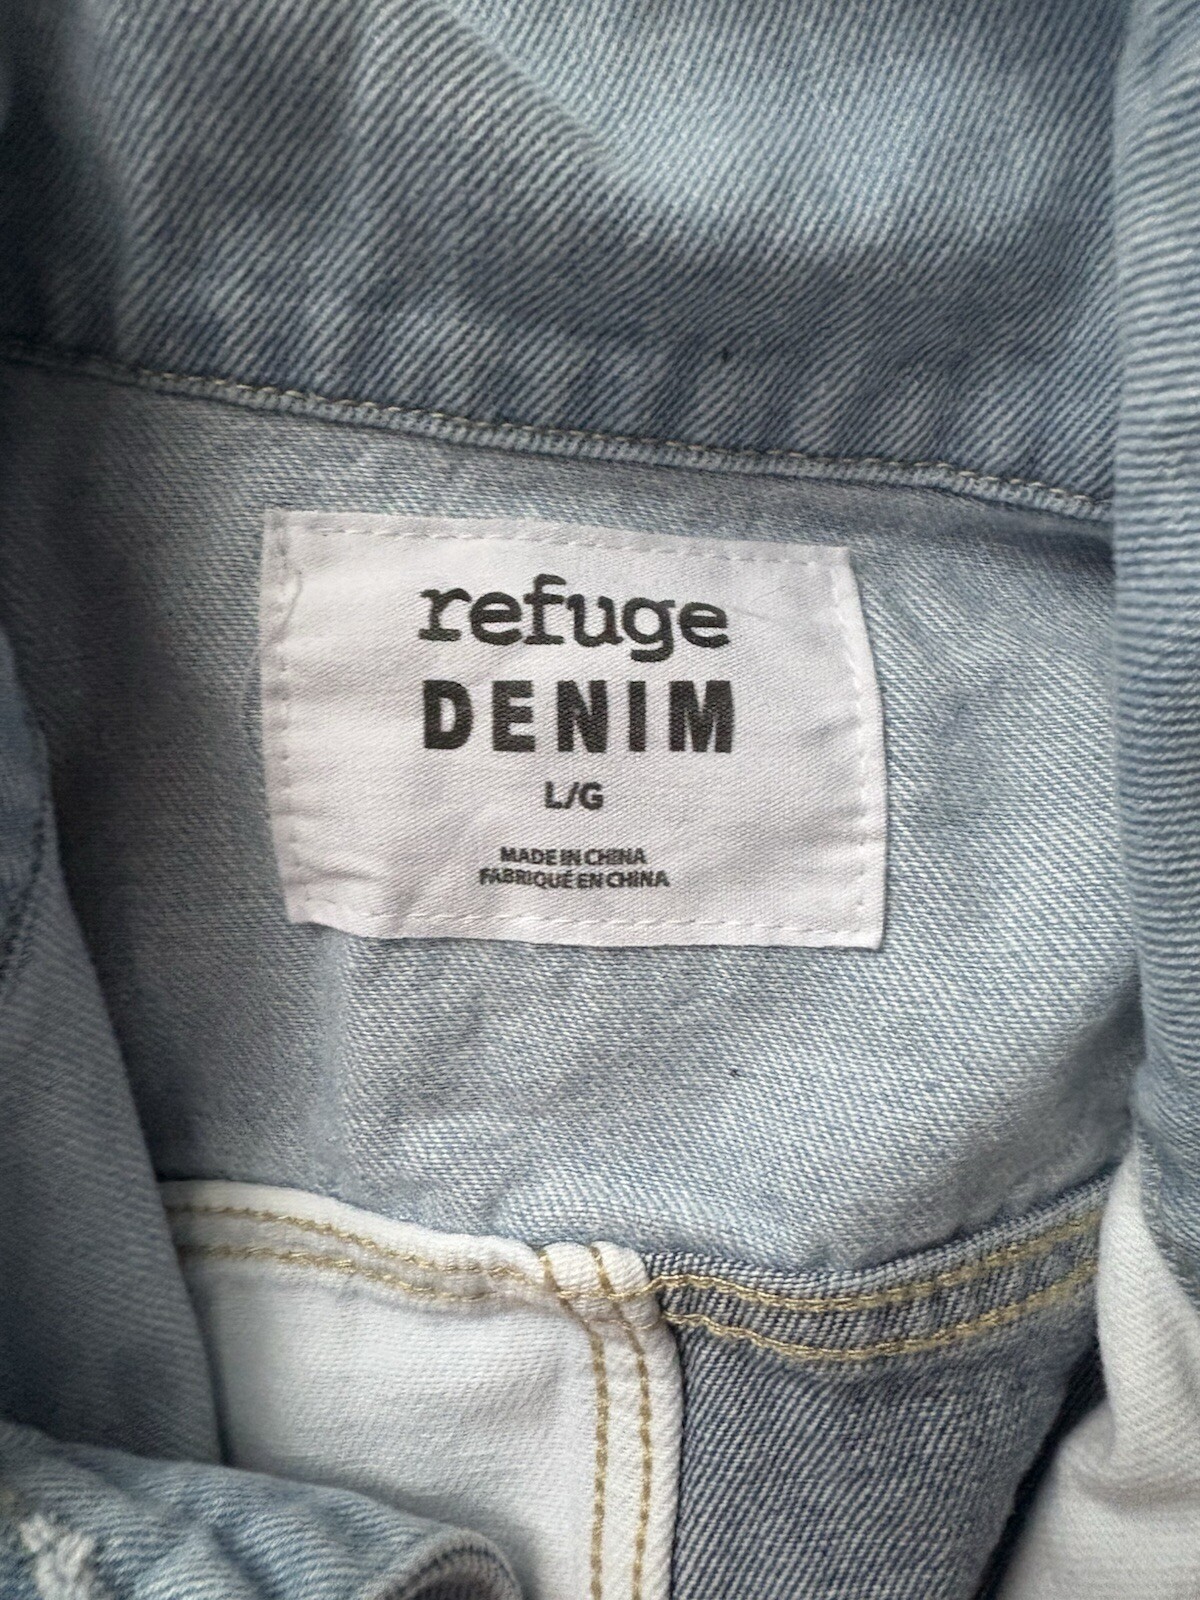 refuge
DENIM
L/G
MADE IN CHINA
FABRIQUÉ EN CHINA